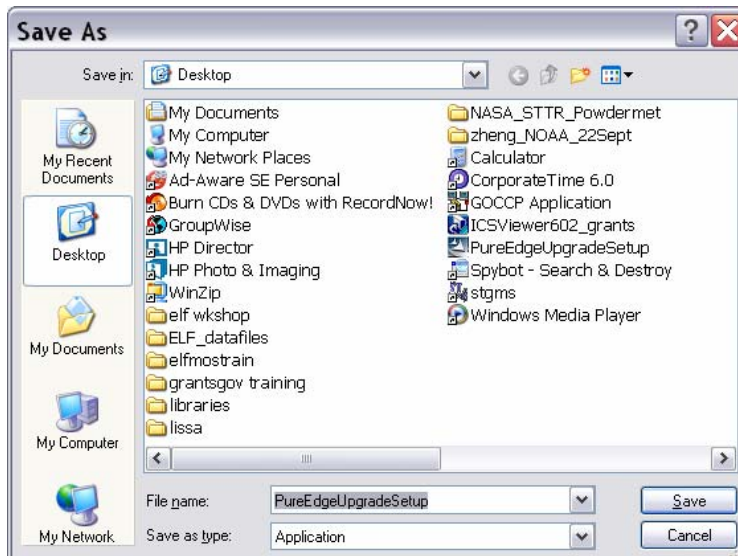 Save As
Save in:
Desktop
My Recent
Documents
Desktop
My Documents
My Computer
My Network
My Documents
My Computer
My Network Places
Ad-Aware SE Personal
Burn CDs & DVDs with RecordNow!
GroupWise
HP Director
HP Photo & Imaging
WinZip
elf wkshop
ELF_datafiles
elfmostrain
grantsgov training
libraries
lissa
NASA_STTR_Powdermet
zheng_NOAA_22Sept
Calculator
CorporateTime 6.0
GOCCP Application
ICSViewer602_grants
PureEdgeUpgradeSetup
Spybot - Search & Destroy
stgms
Windows Media Player
File name:
PureEdgeUpgradeSetup
Save
Save as type:
Application
Cancel